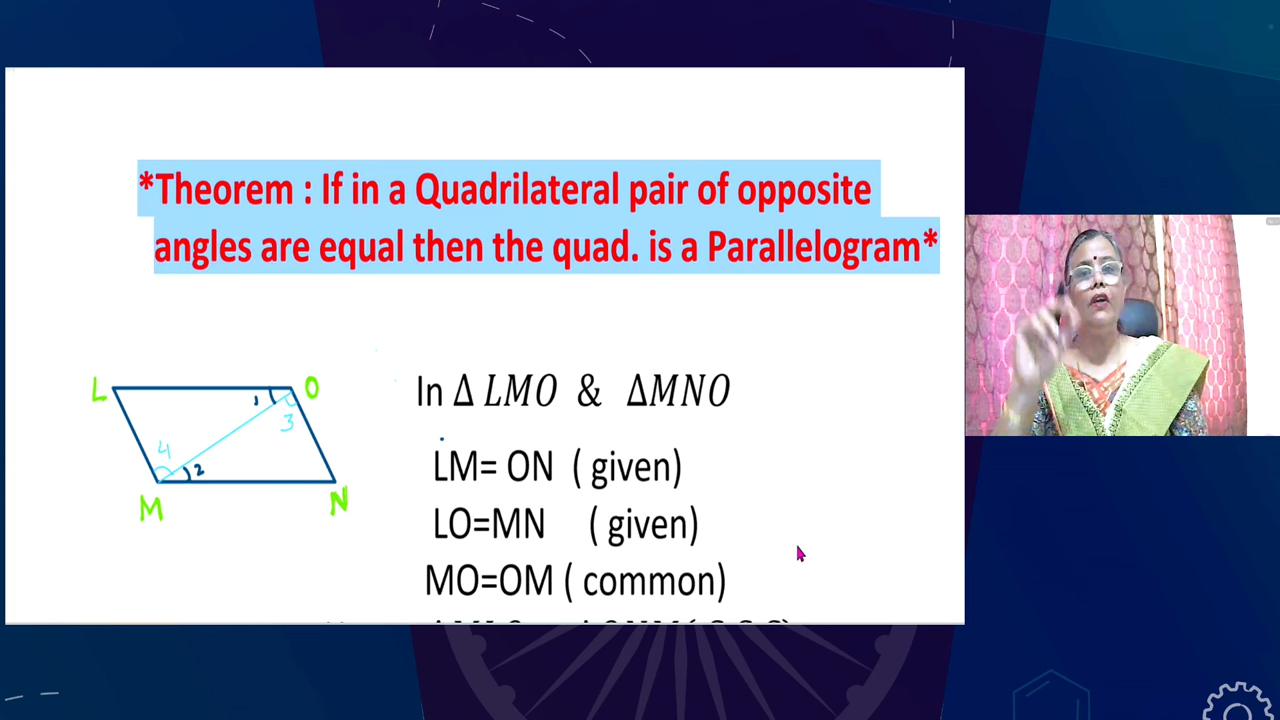 *Theorem : If in a Quadrilateral pair of opposite
angles are equal then the quad. is a Parallelogram*
L
O
1
3
4
2
M
N
In Δ LMO & ΔMNO
LM= ON ( given)
LO=MN ( given)
MO=OM ( common)